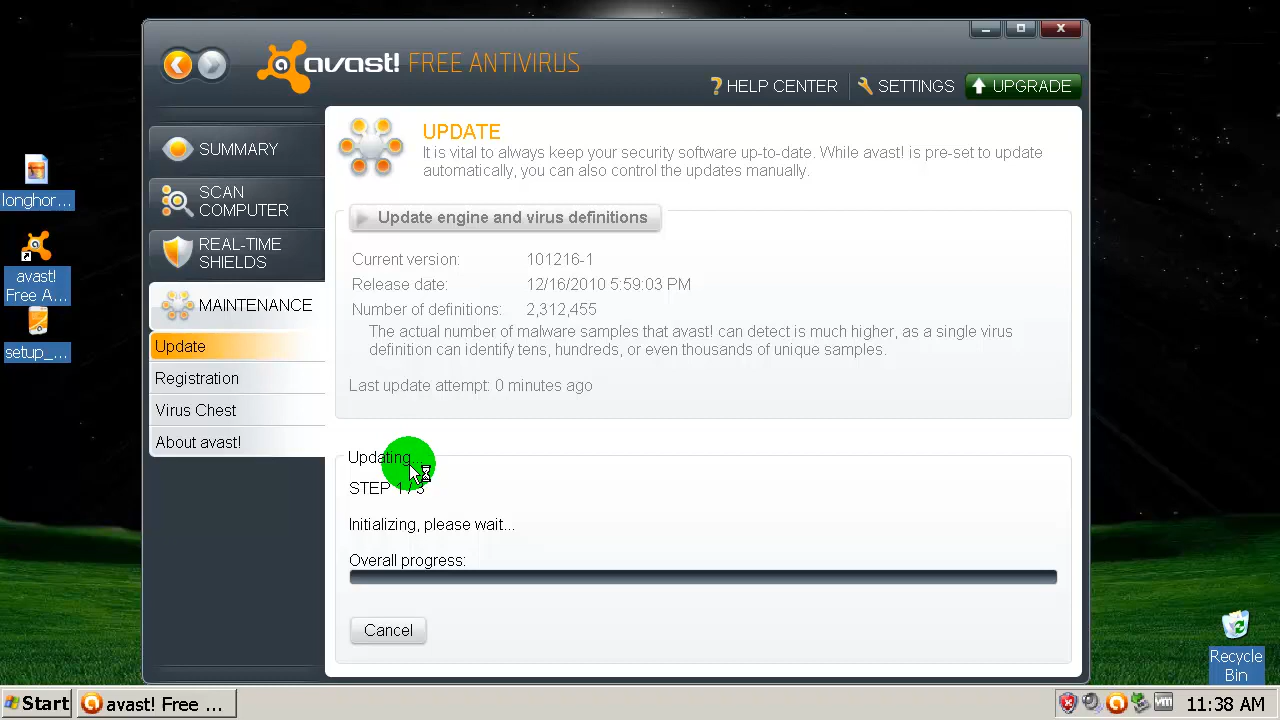 avast! FREE ANTIVIRUS
HELP CENTER
SETTINGS
UPGRADE
SUMMARY
SCAN
COMPUTER
REAL-TIME
SHIELDS
MAINTENANCE
Update
Registration
Virus Chest
About avast!
UPDATE
It is vital to always keep your security software up-to-date. While avast! is pre-set to update
automatically, you can also control the updates manually.
Update engine and virus definitions
Current version: 101216-1
Release date: 12/16/2010 5:59:03 PM
Number of definitions: 2,312,455
The actual number of malware samples that avast! can detect is much higher, as a single virus
definition can identify tens, hundreds, or even thousands of unique samples.
Last update attempt: 0 minutes ago
Updating...
STEP 1 / 3
Initializing, please wait...
Overall progress:
Cancel
longhor...
avast!
Free A...
setup_...
Recycle
Bin
Start
avast! Free ...
vm
11:38 AM